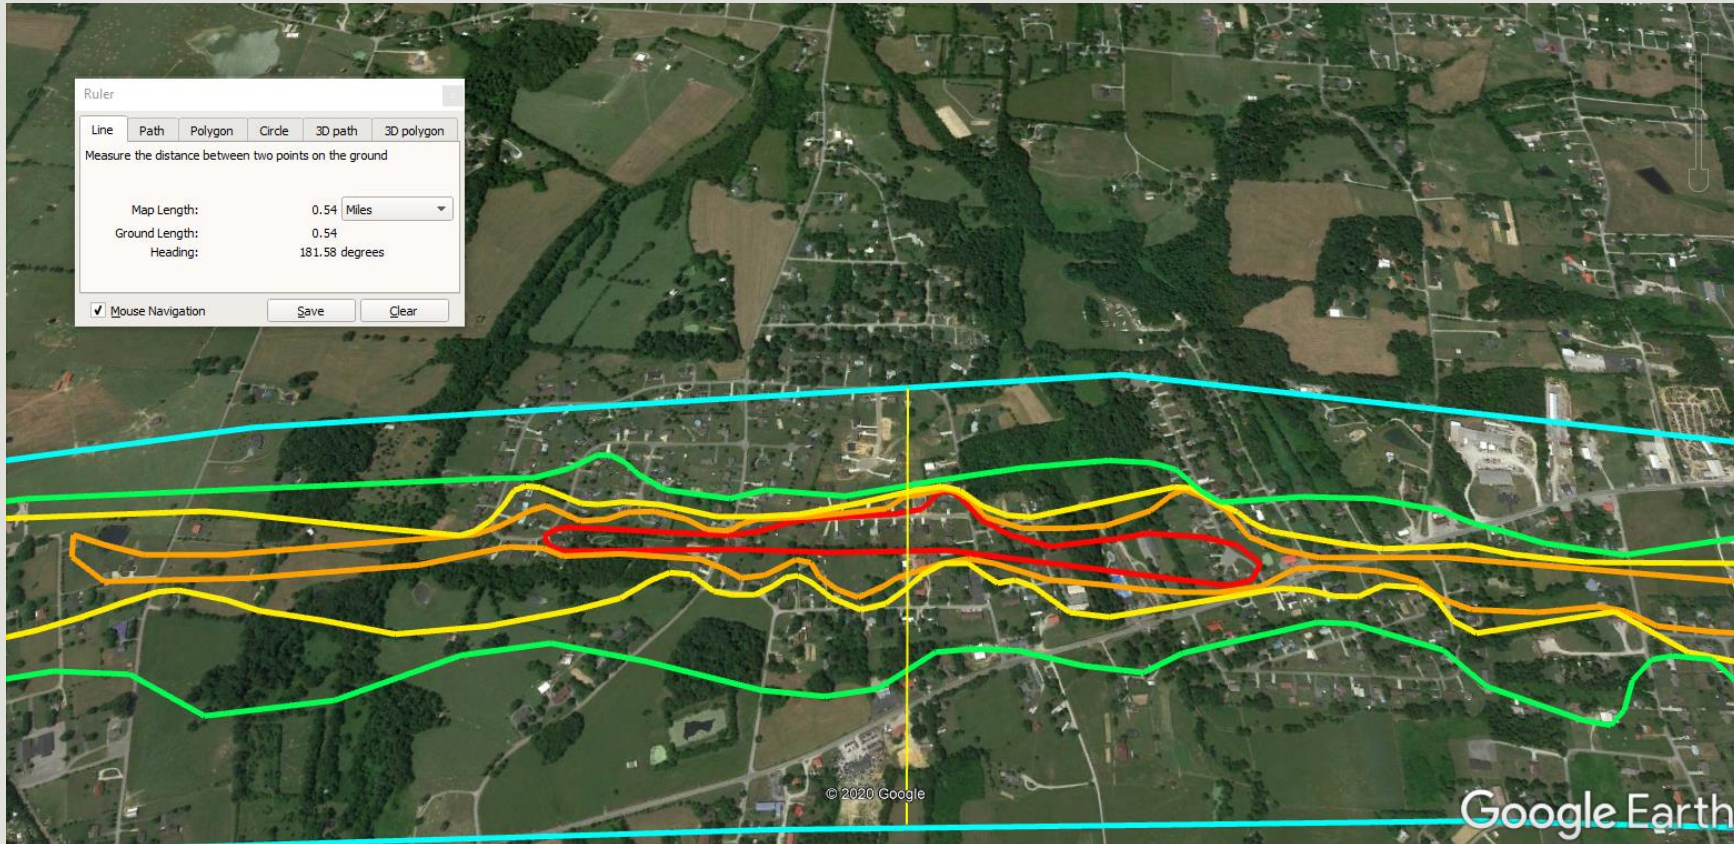 Ruler
Line Path Polygon Circle 3D path 3D polygon
Measure the distance between two points on the ground
Map Length: 0.54 Miles
Ground Length: 0.54
Heading: 181.58 degrees
Mouse Navigation Save Clear
© 2020 Google
Google Earth